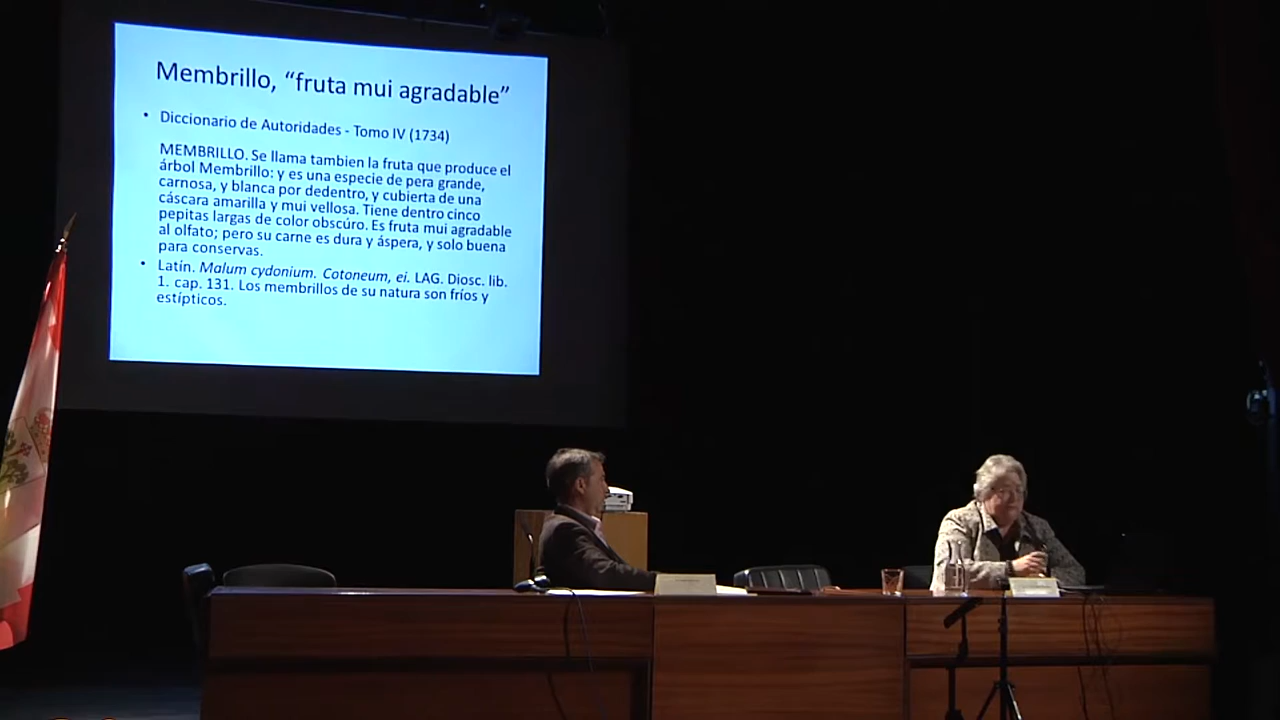 Membrillo, “fruta mui agradable”
• Diccionario de Autoridades - Tomo IV (1734)
MEMBRILLO. Se llama tambien la fruta que produce el
árbol Membrillo: y es una especie de pera grande,
carnosa, y blanca por dedentro, y cubierta de una
cáscara amarilla y mui vellosa. Tiene dentro cinco
pepitas largas de color obscúro. Es fruta mui agradable
al olfato; pero su carne es dura y áspera, y solo buena
para conservas.
• Latín. Malum cydonium. Cotoneum, ei. LAG. Diosc. lib.
1. cap. 131. Los membrillos de su natura son fríos y
estípticos.